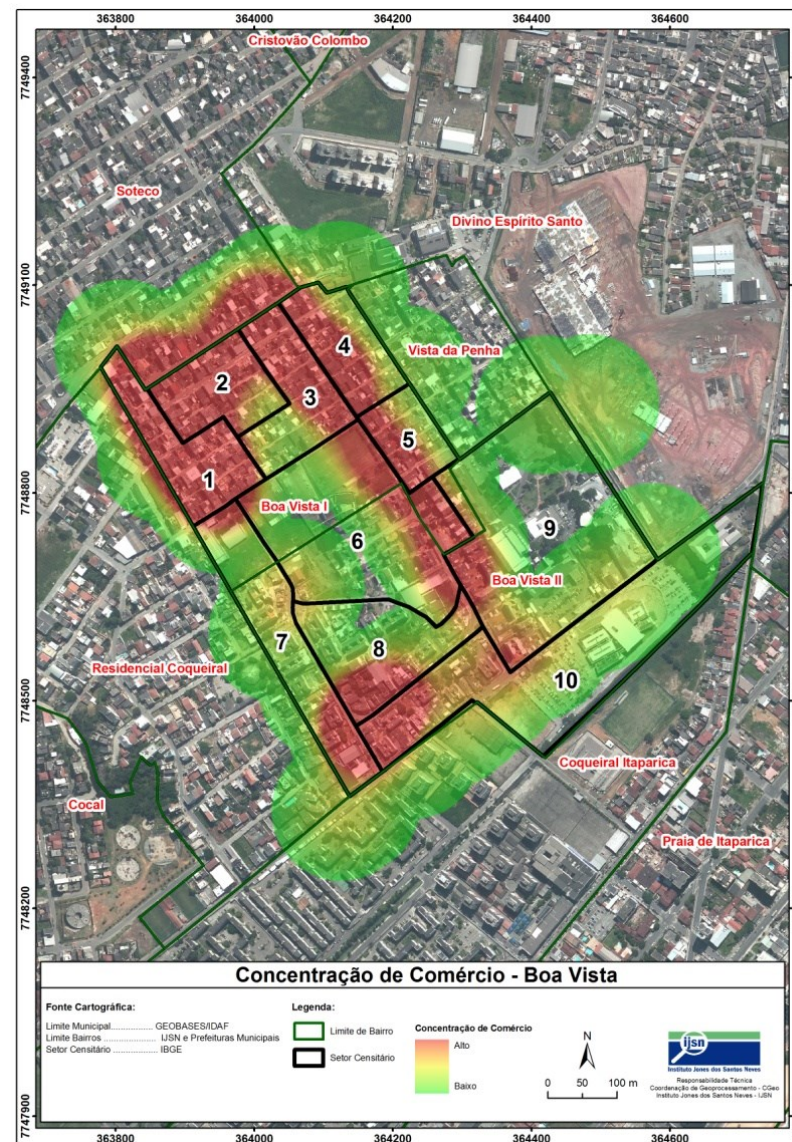 363800 364000 364200 364400 364600
Cristovão Colombo
7749400
Soteco
Divino Espírito Santo
7749100
4
Vista da Penha
2
3
5
1
7748800
Boa Vista I
9
6
Boa Vista II
7
8
Residencial Coqueiral
10
7748500
Coqueiral Itaparica
Cocal
Praia de Itaparica
7748200
Concentração de Comércio - Boa Vista
Fonte Cartográfica:
Limite Municipal............... GEOBASES/IDAF
Limite Bairros ............... IJSN e Prefeituras Municipais
Setor Censitário ............ IBGE
Legenda:
Limite de Bairro
Setor Censitário
Concentração de Comércio
Alto
Baixo
N
0 50 100 m
ijsn
Instituto Jones dos Santos Neves
Responsabilidade Técnica
Coordenação de Geoprocessamento - CGeo
Instituto Jones dos Santos Neves - IJSN
7747900
363800 364000 364200 364400 364600